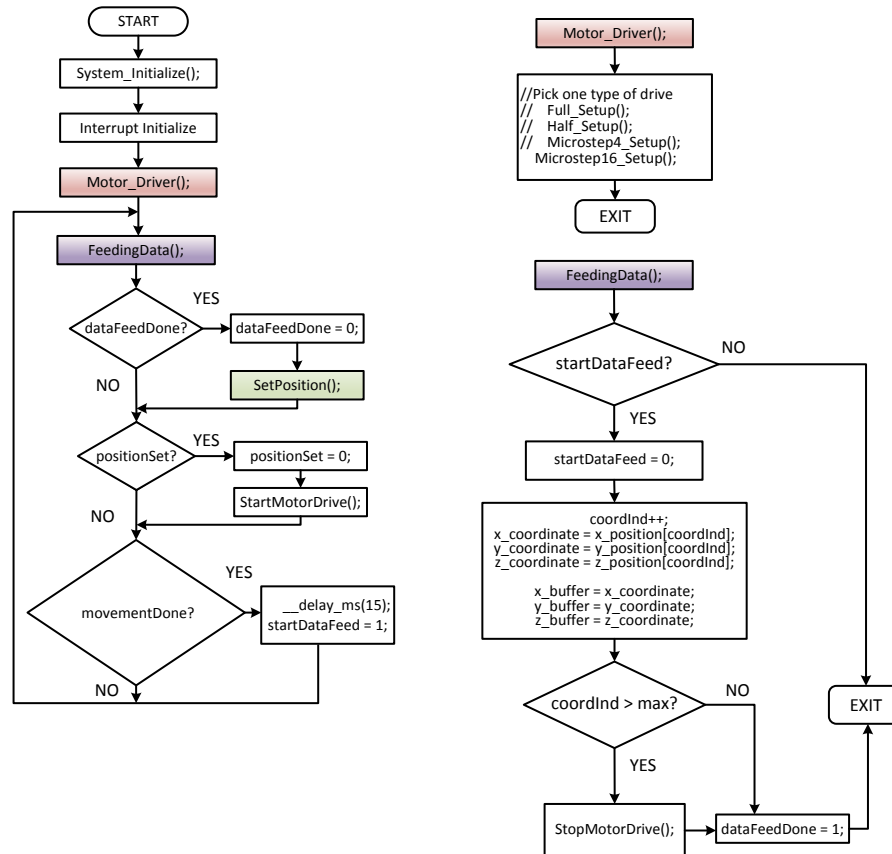 START
System_Initialize();
Interrupt Initialize
Motor_Driver();
FeedingData();
dataFeedDone?
YES
dataFeedDone = 0;
SetPosition();
NO
positionSet?
YES
positionSet = 0;
StartMotorDrive();
NO
movementDone?
YES
__delay_ms(15);
startDataFeed = 1;
NO
Motor_Driver();
//Pick one type of drive
// Full_Setup();
// Half_Setup();
// Microstep4_Setup();
Microstep16_Setup();
EXIT
FeedingData();
startDataFeed?
NO
YES
startDataFeed = 0;
coordInd++;
x_coordinate = x_position[coordInd];
y_coordinate = y_position[coordInd];
z_coordinate = z_position[coordInd];
x_buffer = x_coordinate;
y_buffer = y_coordinate;
z_buffer = z_coordinate;
coordInd > max?
NO
EXIT
YES
StopMotorDrive();
dataFeedDone = 1;